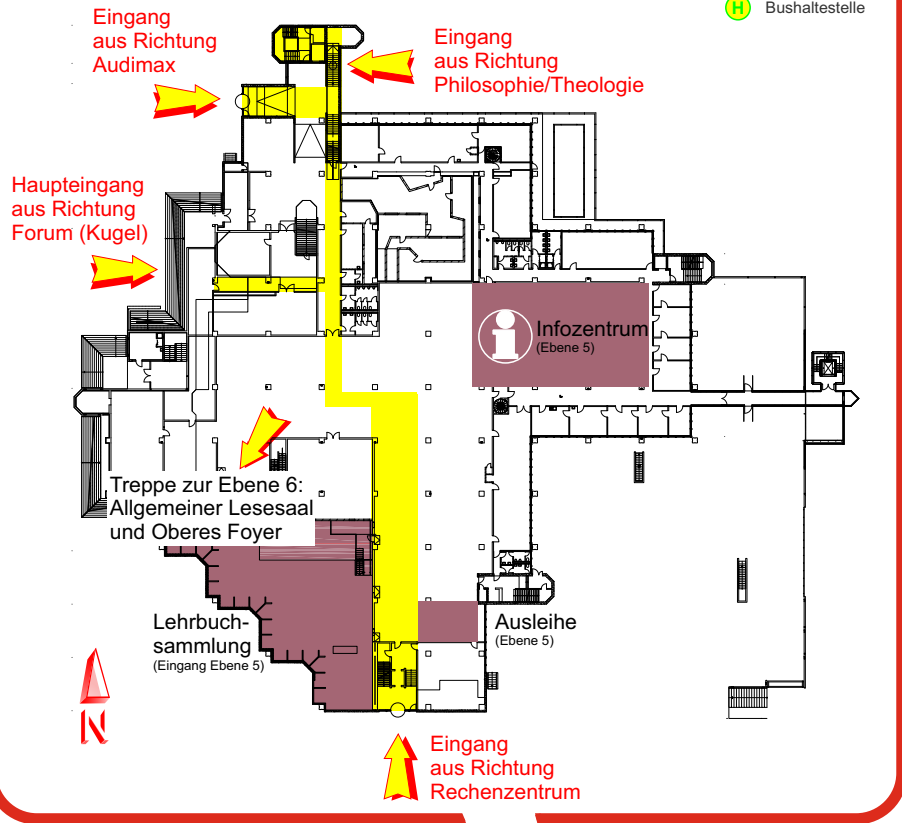 H Bushaltestelle
Eingang
aus Richtung
Audimax
Eingang
aus Richtung
Philosophie/Theologie
Haupteingang
aus Richtung
Forum (Kugel)
i Infozentrum
(Ebene 5)
Treppe zur Ebene 6:
Allgemeiner Lesesaal
und Oberes Foyer
Lehrbuch-
sammlung
(Eingang Ebene 5)
Ausleihe
(Ebene 5)
N
Eingang
aus Richtung
Rechenzentrum